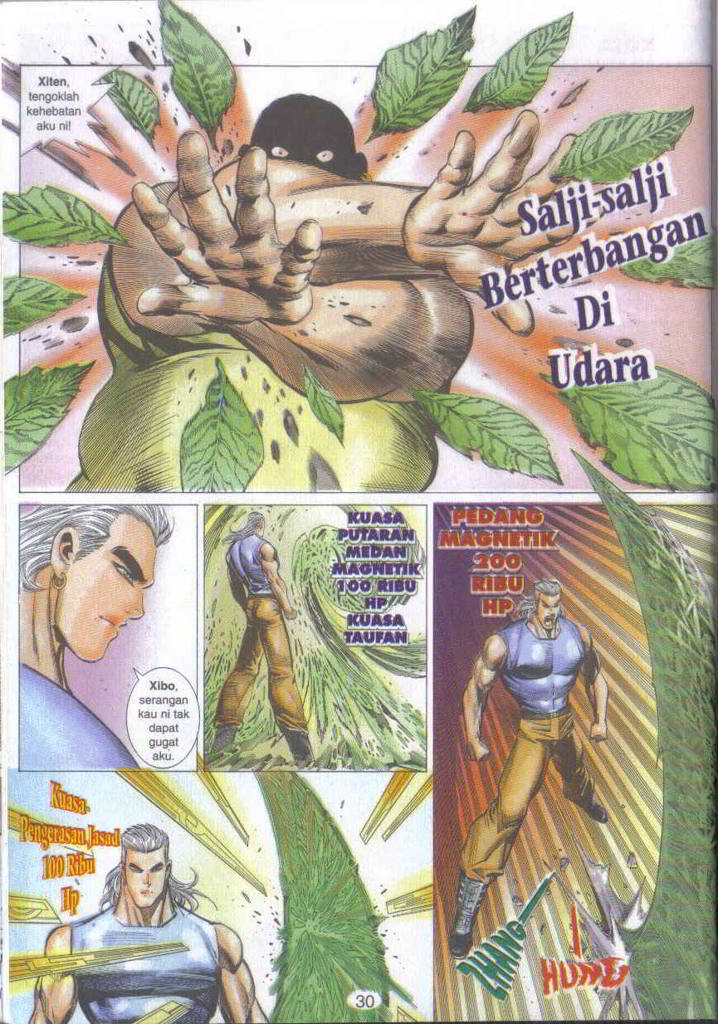 Xiten,
tengoklah
kehebatan
aku ni!
Salji-salji
Berterbangan
Di
Udara
Xibo,
serangan
kau ni tak
dapat
gugat
aku.
KUASA
PUTARAN
MEDAN
MAGNETIK
100 RIBU
HP
KUASA
TAUFAN
PEDANG
MAGNETIK
200
RIBU
HP
Kuasa
Pengerasan Jasad
100 Ribu
Hp
ZHANG
HUNG
30